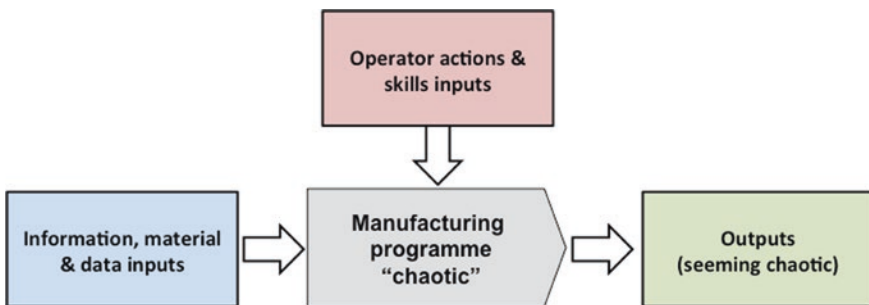 Operator actions &
skills inputs
Information, material
& data inputs
Manufacturing
programme
“chaotic”
Outputs
(seeming chaotic)